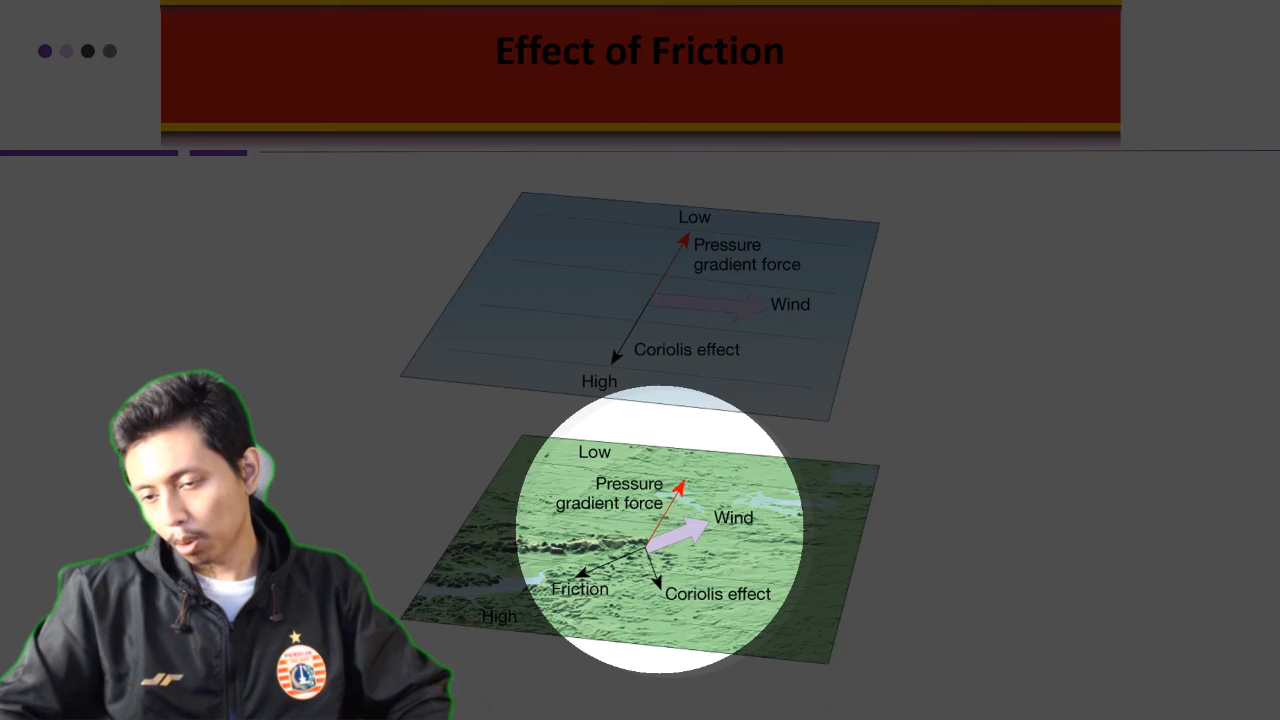 Effect of Friction
Low
Pressure
gradient force
Wind
Coriolis effect
High
Low
Pressure
gradient force
Wind
Friction
Coriolis effect
High
PERSIJA